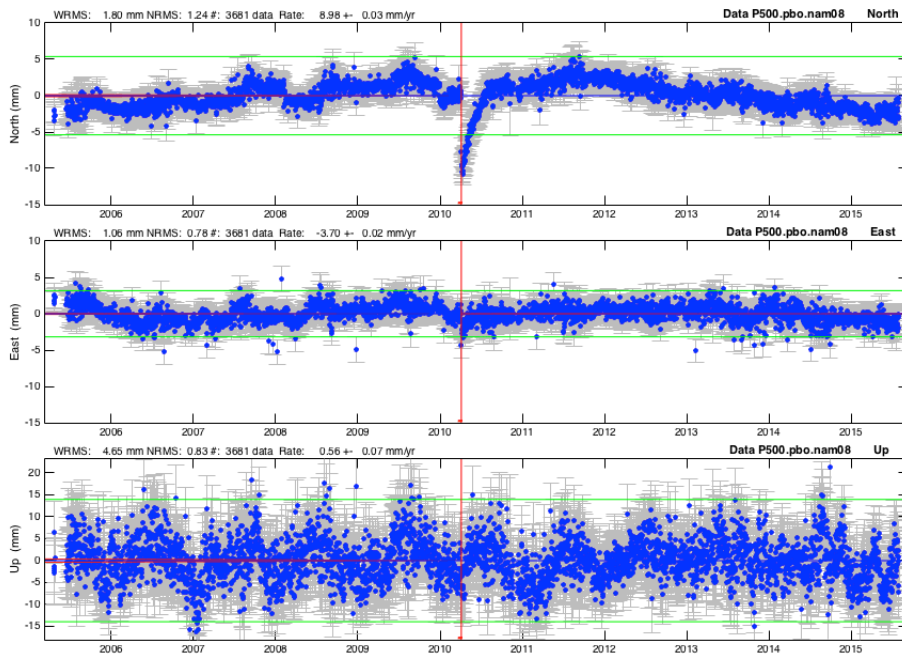 WRMS: 1.80 mm NRMS: 1.24 #: 3681 data Rate: 8.98 +- 0.03 mm/yr Data P500.pbo.nam08 North
10
5
0
-5
-10
-15
North (mm)
2006 2007 2008 2009 2010 2011 2012 2013 2014 2015
WRMS: 1.06 mm NRMS: 0.78 #: 3681 data Rate: -3.70 +- 0.02 mm/yr Data P500.pbo.nam08 East
10
5
0
-5
-10
-15
East (mm)
2006 2007 2008 2009 2010 2011 2012 2013 2014 2015
WRMS: 4.65 mm NRMS: 0.83 #: 3681 data Rate: 0.56 +- 0.07 mm/yr Data P500.pbo.nam08 Up
20
15
10
5
0
-5
-10
-15
Up (mm)
2006 2007 2008 2009 2010 2011 2012 2013 2014 2015